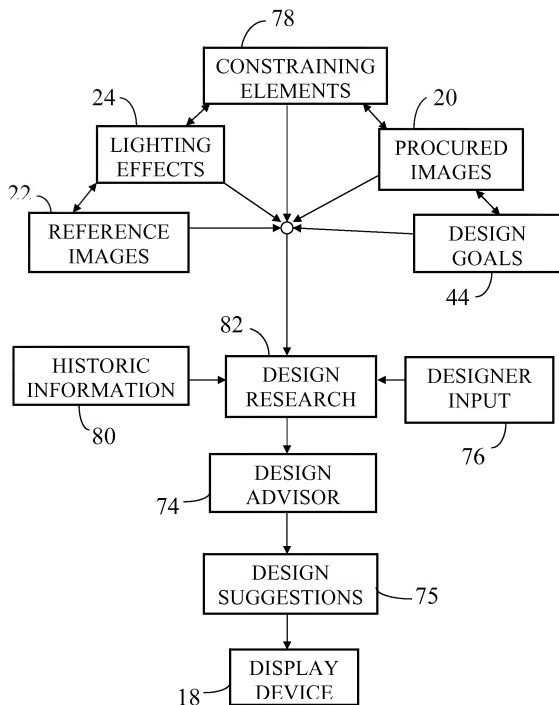 78
CONSTRAINING
ELEMENTS
24
LIGHTING
EFFECTS
20
PROCURED
IMAGES
22
REFERENCE
IMAGES
DESIGN
GOALS
44
82
HISTORIC
INFORMATION
80
DESIGN
RESEARCH
DESIGNER
INPUT
76
DESIGN
ADVISOR
74
DESIGN
SUGGESTIONS
75
DISPLAY
DEVICE
18